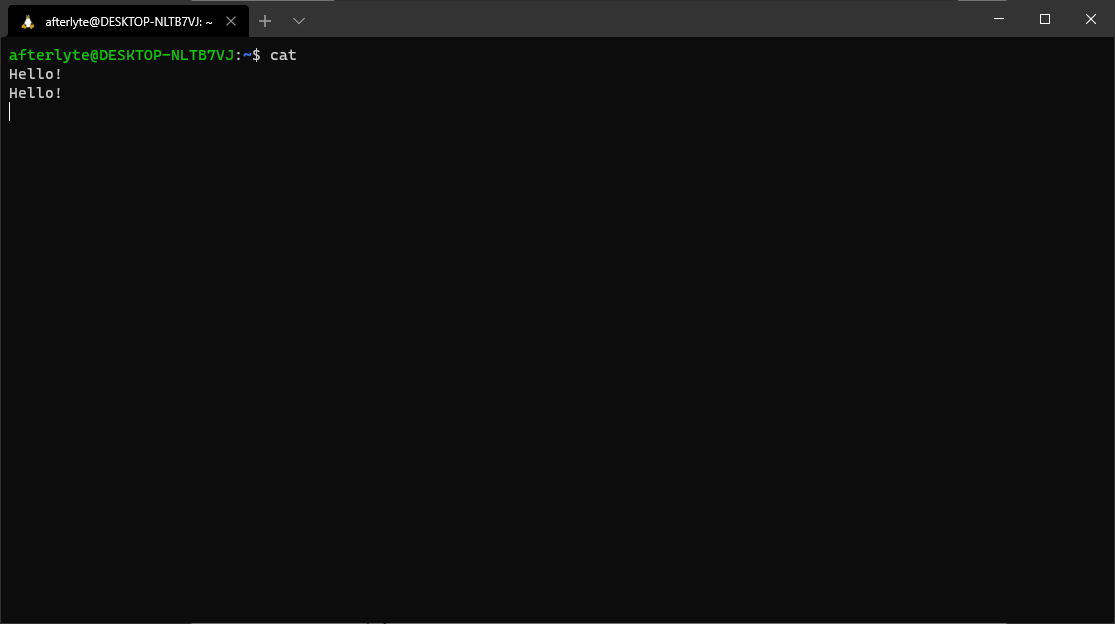 afterlyte@DESKTOP-NLTB7VJ: ~
afterlyte@DESKTOP-NLTB7VJ:~$ cat
Hello!
Hello!